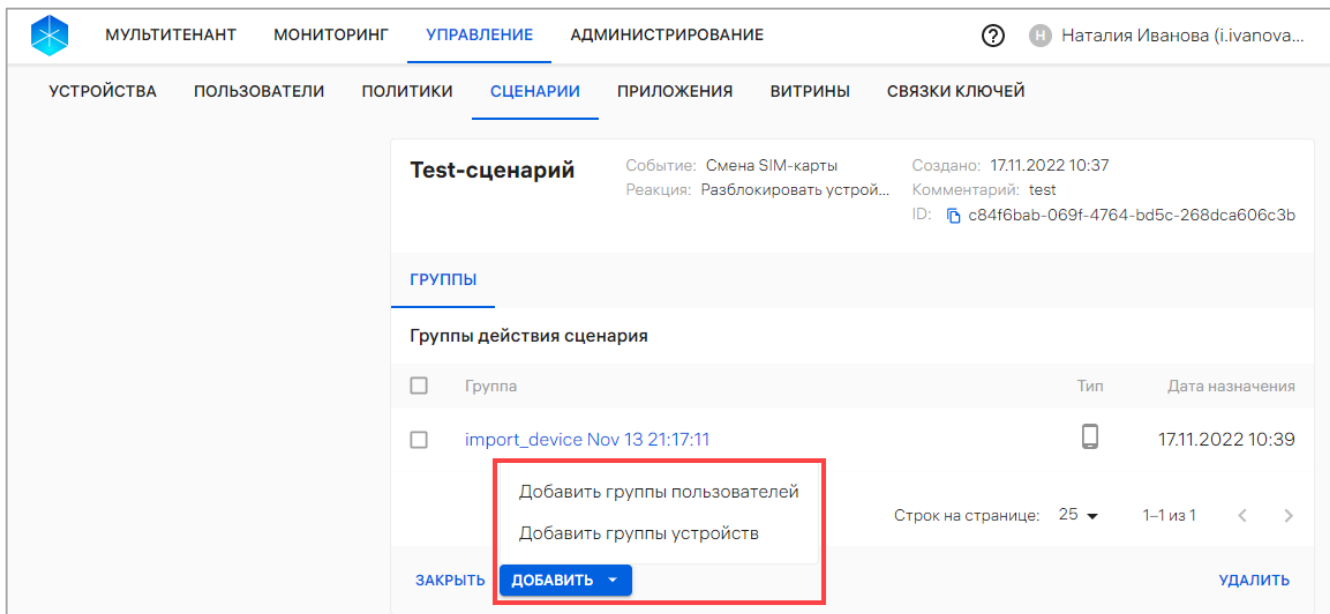 МУЛЬТИТЕНАНТ МОНИТОРИНГ УПРАВЛЕНИЕ АДМИНИСТРИРОВАНИЕ ? Н Наталия Иванова (i.ivanova...
УСТРОЙСТВА ПОЛЬЗОВАТЕЛИ ПОЛИТИКИ СЦЕНАРИИ ПРИЛОЖЕНИЯ ВИТРИНЫ СВЯЗКИ КЛЮЧЕЙ
Test-сценарий Событие: Смена SIM-карты Создано: 17.11.2022 10:37
Реакция: Разблокировать устрой... Комментарий: test
ID: c84f6bab-069f-4764-bd5c-268dca606c3b
ГРУППЫ
Группы действия сценария
Группа Тип Дата назначения
import_device Nov 13 21:17:11 17.11.2022 10:39
Добавить группы пользователей
Добавить группы устройств
Строк на странице: 25 1–1 из 1 < >
ЗАКРЫТЬ ДОБАВИТЬ УДАЛИТЬ